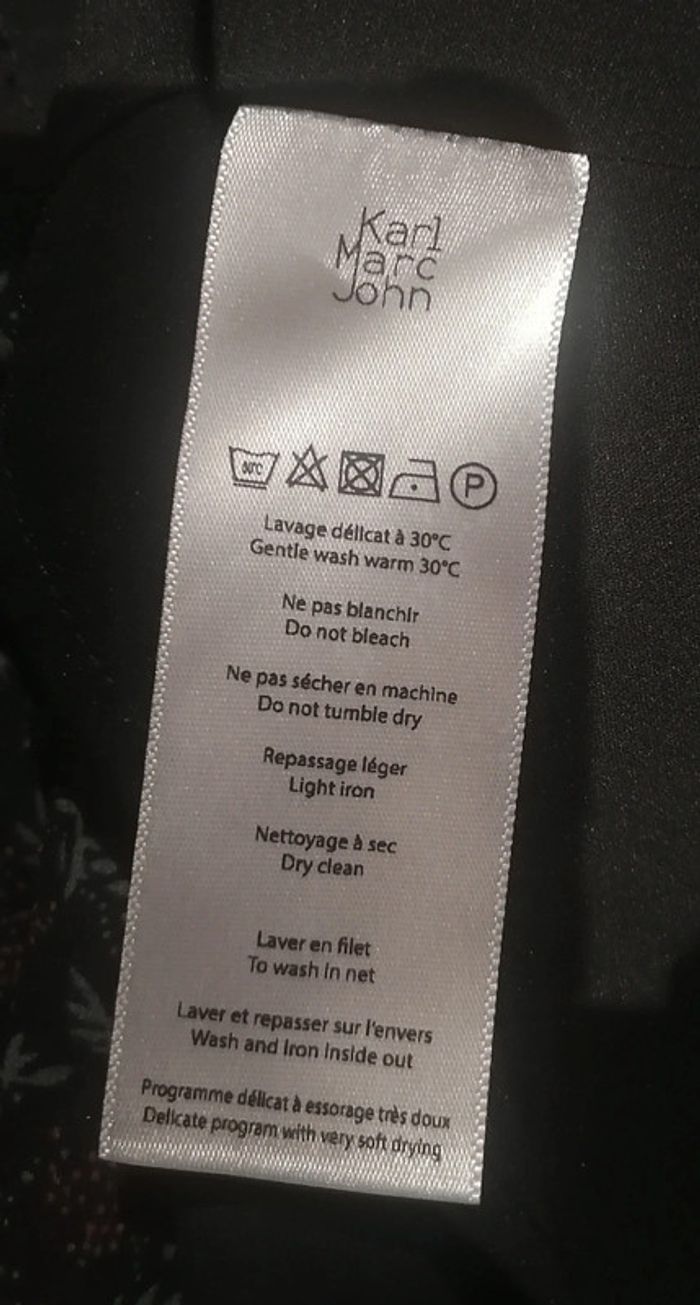 Karl
Marc
John
30°C P
Lavage délicat à 30°C
Gentle wash warm 30°C
Ne pas blanchir
Do not bleach
Ne pas sécher en machine
Do not tumble dry
Repassage léger
Light iron
Nettoyage à sec
Dry clean
Laver en filet
To wash in net
Laver et repasser sur l'envers
Wash and Iron inside out
Programme délicat à essorage très doux
Delicate program with very soft drying